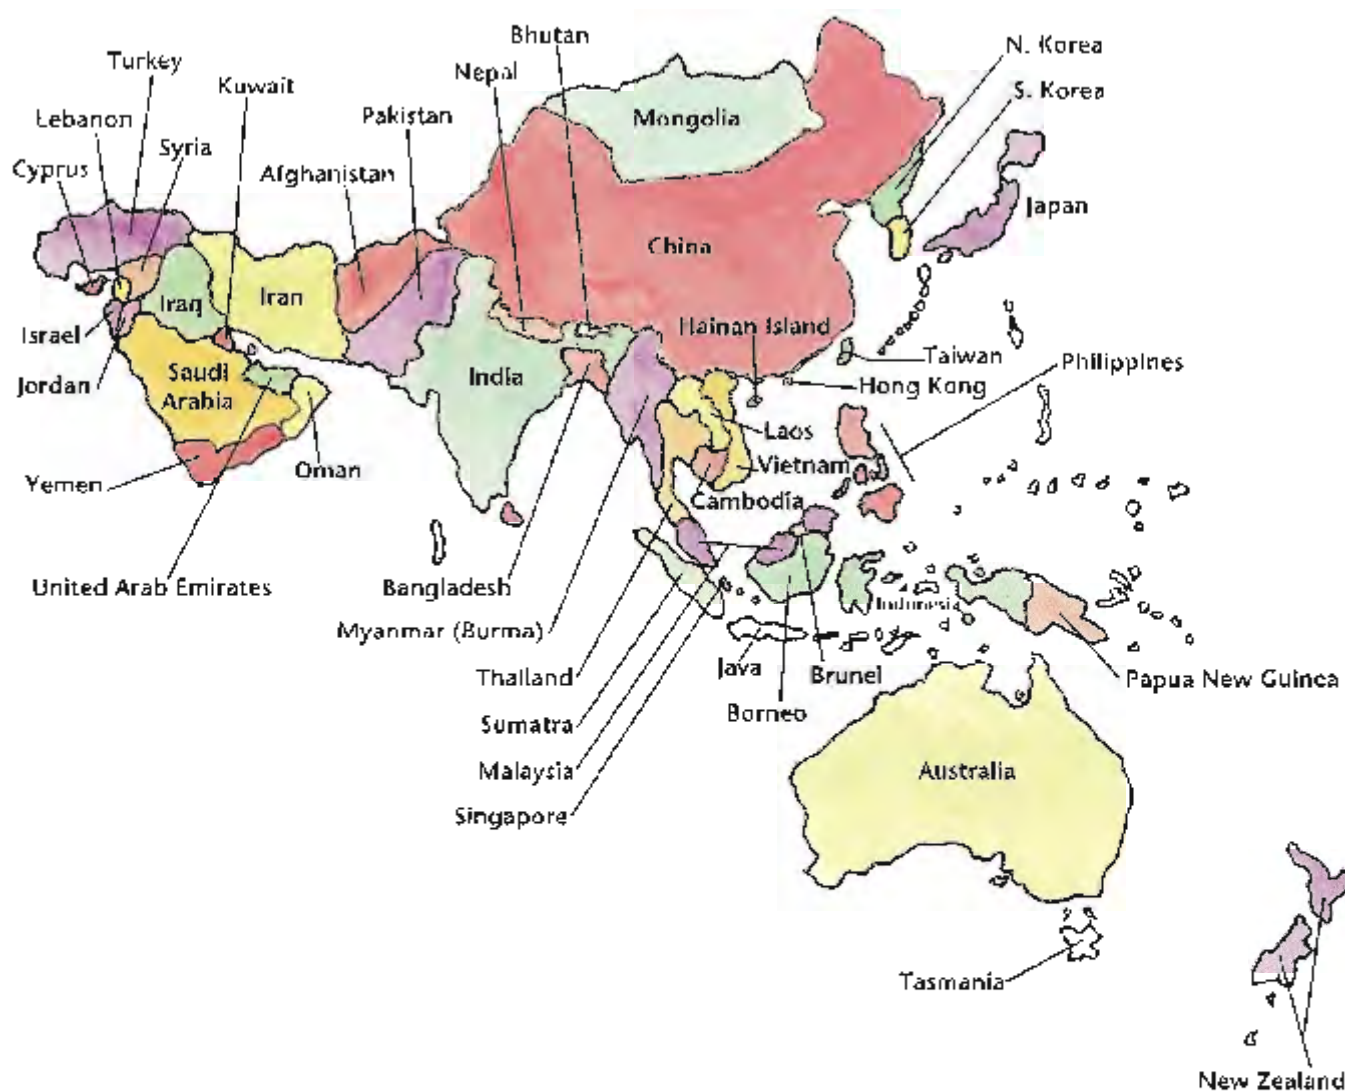 Bhutan
N. Korea
Turkey
Nepal
Kuwait
S. Korea
Lebanon
Pakistan
Mongolia
Syria
Cyprus
Afghanistan
Japan
China
Iran
Iraq
Israel
Hainan Island
Taiwan
Philippines
Jordan
Saudi
Arabia
India
Hong Kong
Laos
Vietnam
Oman
Yemen
Cambodia
United Arab Emirates
Bangladesh
Indonesia
Myanmar (Burma)
Java
Brunei
Thailand
Papua New Guinea
Borneo
Sumatra
Malaysia
Australia
Singapore
Tasmania
New Zealand